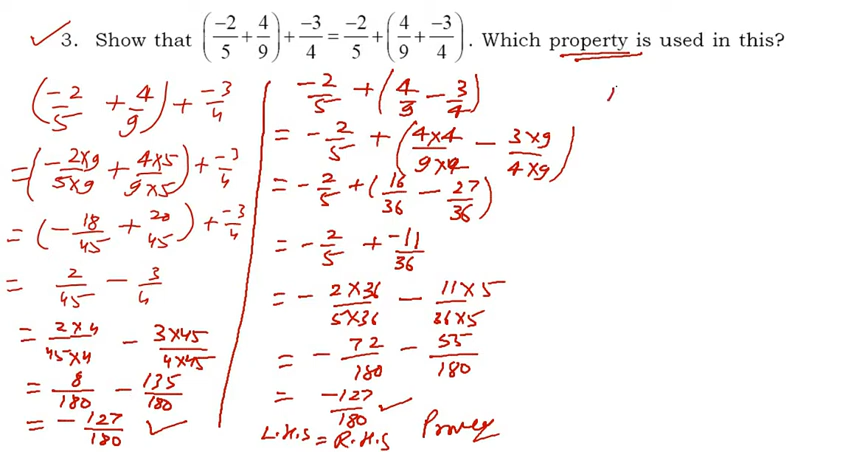 3. Show that (-2/5 + 4/9) + -3/4 = -2/5 + (4/9 + -3/4). Which property is used in this?
(-2/5 + 4/9) + -3/4
= (-2×9/5×9 + 4×5/9×5) + -3/4
= (-18/45 + 20/45) + -3/4
= 2/45 - 3/4
= 2×4/45×4 - 3×45/4×45
= 8/180 - 135/180
= -127/180 ✓
-2/5 + (4/9 - 3/4)
= -2/5 + (4×4/9×4 - 3×9/4×9)
= -2/5 + (16/36 - 27/36)
= -2/5 + -11/36
= -2×36/5×36 - 11×5/36×5
= -72/180 - 55/180
= -127/180 ✓
L.H.S = R.H.S